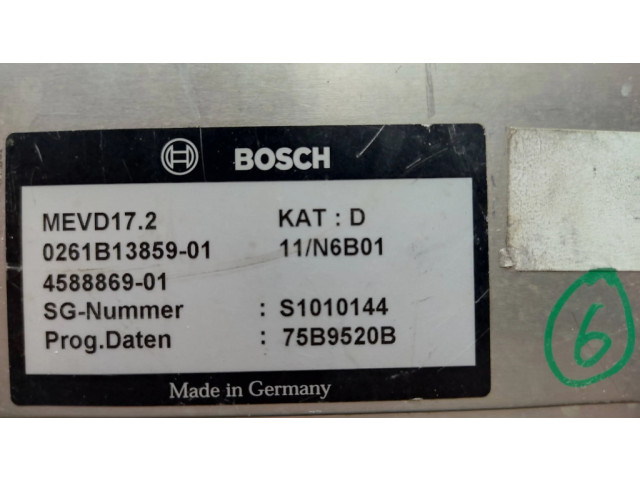 BOSCH
MEVD17.2 KAT : D
0261B13859-01 11/N6B01
4588869-01
SG-Nummer : S1010144
Prog.Daten : 75B9520B
Made in Germany
6